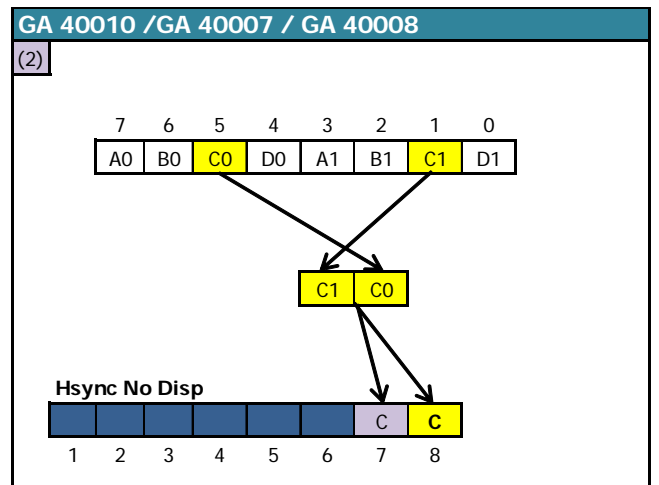 GA 40010 /GA 40007 / GA 40008
(2)
7 6 5 4 3 2 1 0
A0 B0 C0 D0 A1 B1 C1 D1
C1 C0
Hsync No Disp
C C
1 2 3 4 5 6 7 8